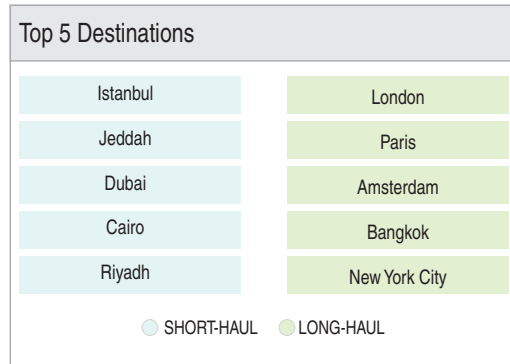 Top 5 Destinations
Istanbul
Jeddah
Dubai
Cairo
Riyadh
London
Paris
Amsterdam
Bangkok
New York City
SHORT-HAUL
LONG-HAUL